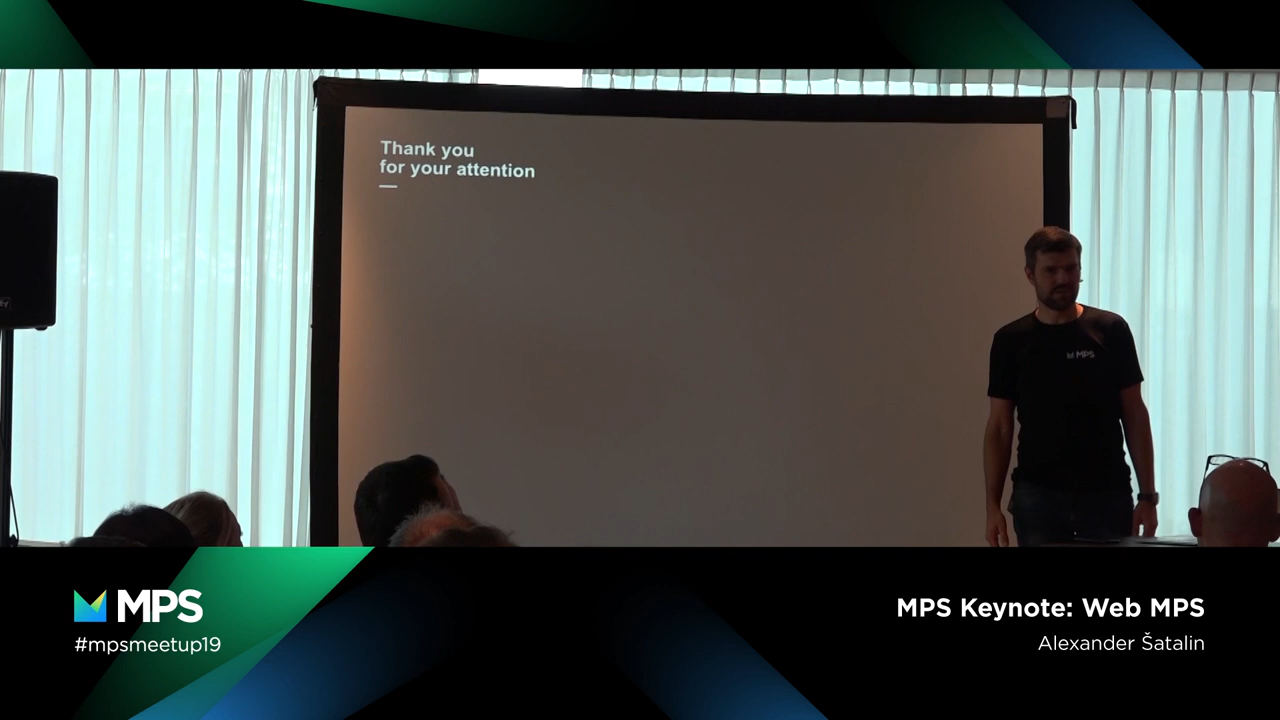 Thank you
for your attention
MPS
MPS
#mpsmeetup19
MPS Keynote: Web MPS
Alexander Šatalin